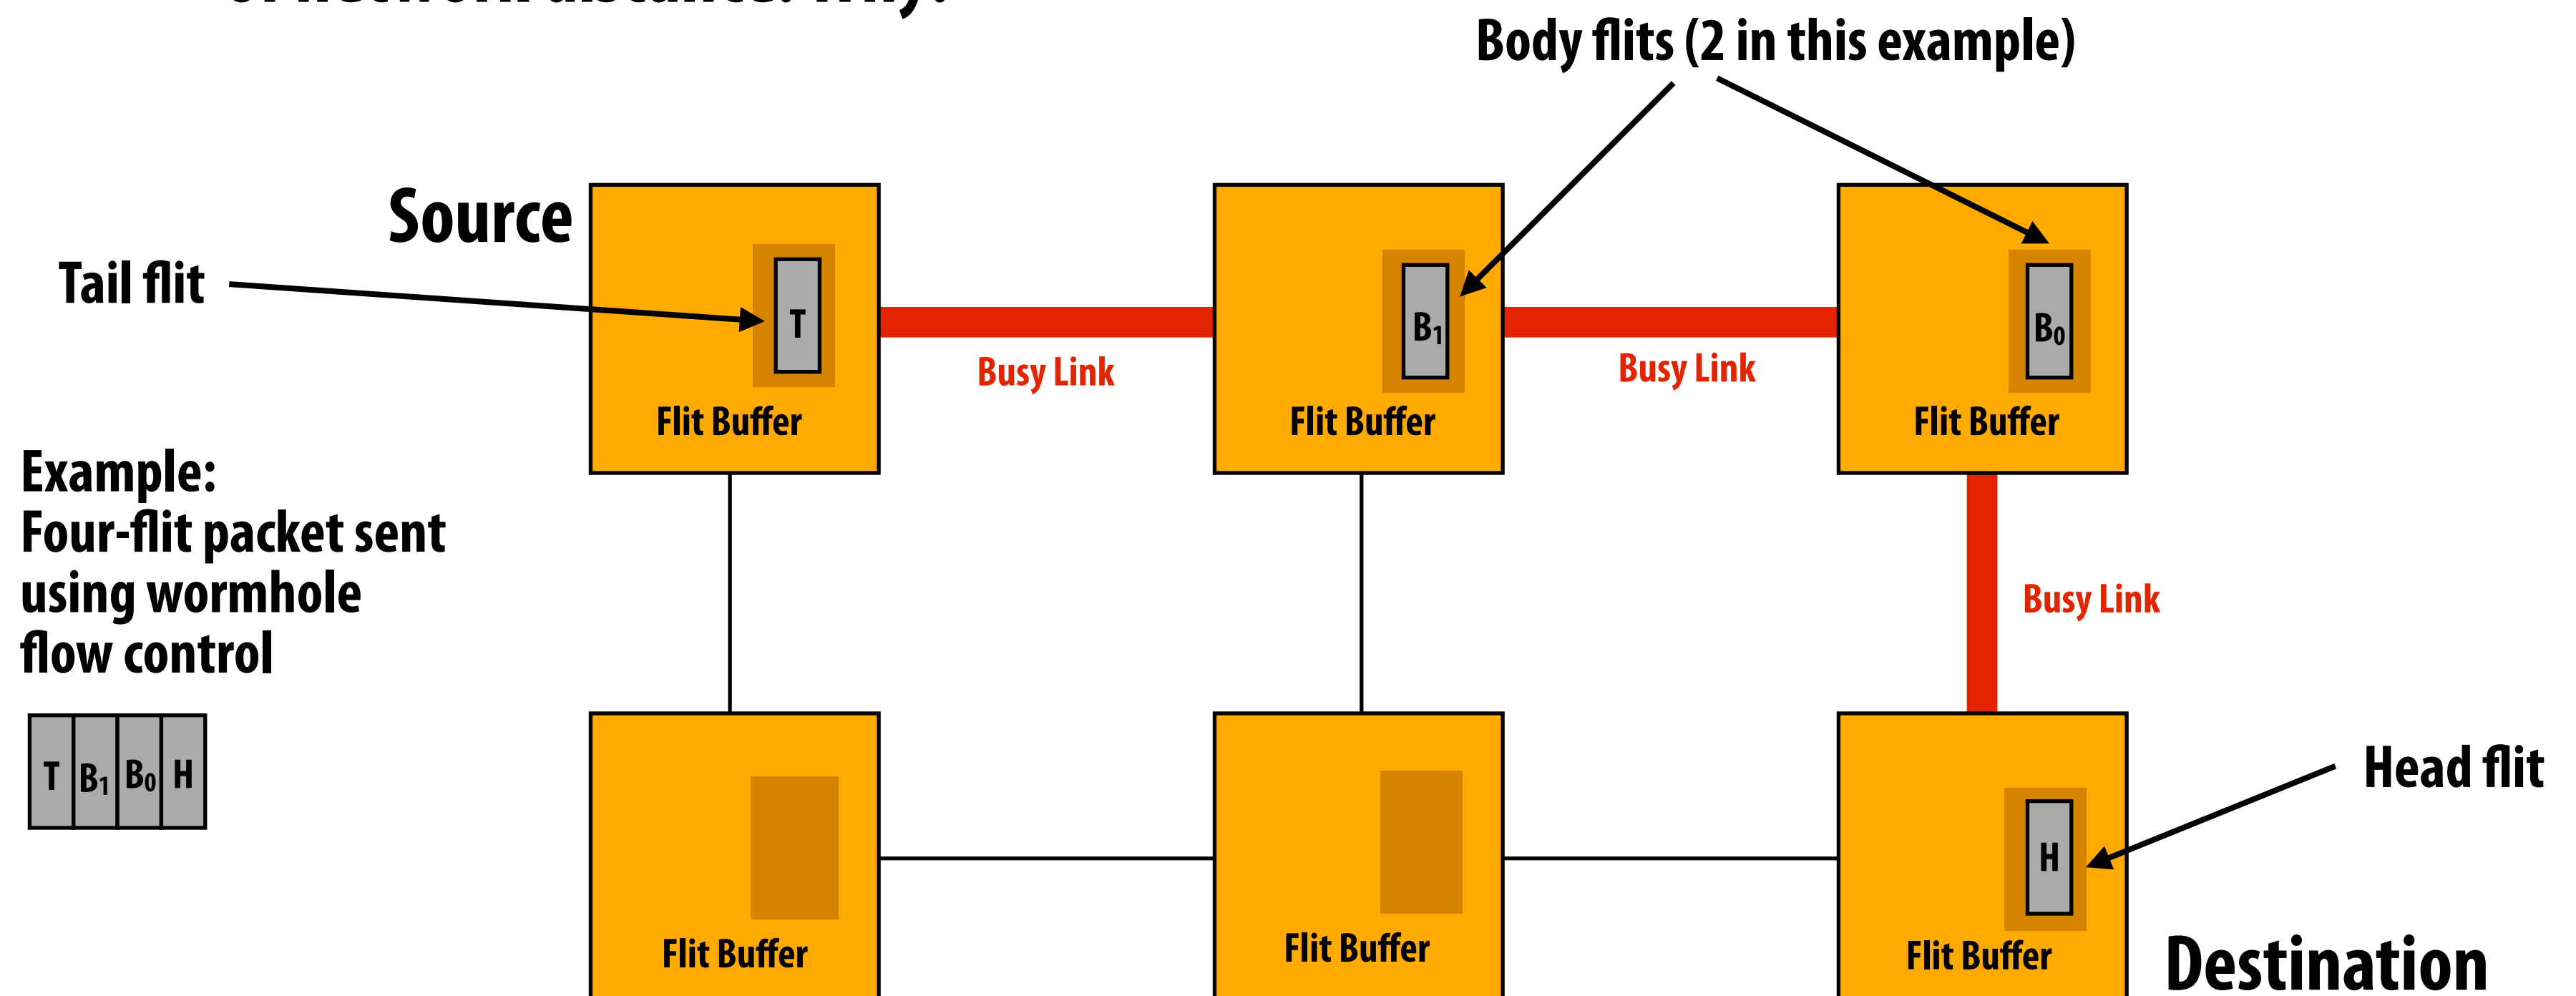 Body flits (2 in this example)
Source
Tail flit
T
B1
B0
Busy Link
Busy Link
Flit Buffer
Flit Buffer
Flit Buffer
Example:
Four-flit packet sent
using wormhole
flow control
Busy Link
T B1 B0 H
Head flit
H
Flit Buffer
Flit Buffer
Flit Buffer
Destination